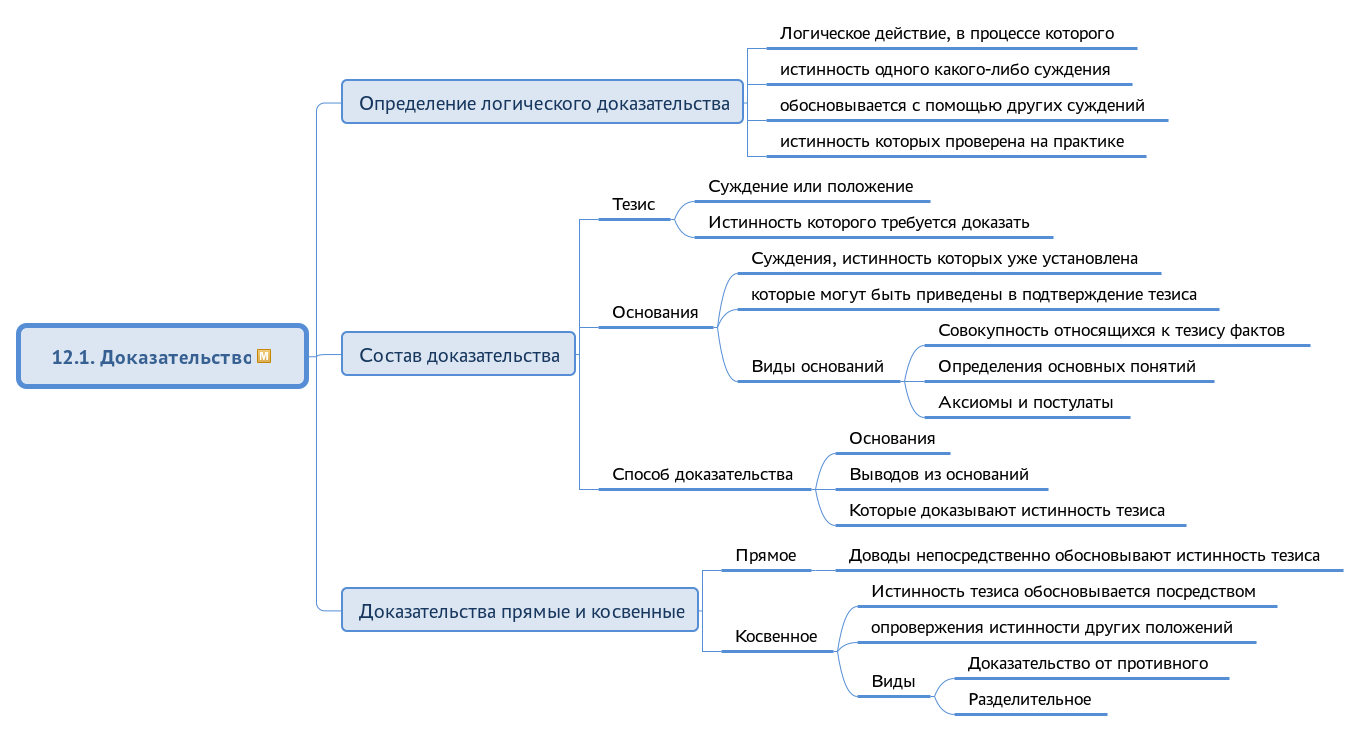 Логическое действие, в процессе которого
истинность одного какого-либо суждения
Определение логического доказательства
обосновывается с помощью других суждений
истинность которых проверена на практике
Суждение или положение
Тезис
Истинность которого требуется доказать
Суждения, истинность которых уже установлена
которые могут быть приведены в подтверждение тезиса
Основания
Совокупность относящихся к тезису фактов
12.1. Доказательство M
Состав доказательства
Виды оснований
Определения основных понятий
Аксиомы и постулаты
Основания
Способ доказательства
Выводов из оснований
Которые доказывают истинность тезиса
Прямое
Доводы непосредственно обосновывают истинность тезиса
Доказательства прямые и косвенные
Истинность тезиса обосновывается посредством
Косвенное
опровержения истинности других положений
Виды
Доказательство от противного
Разделительное